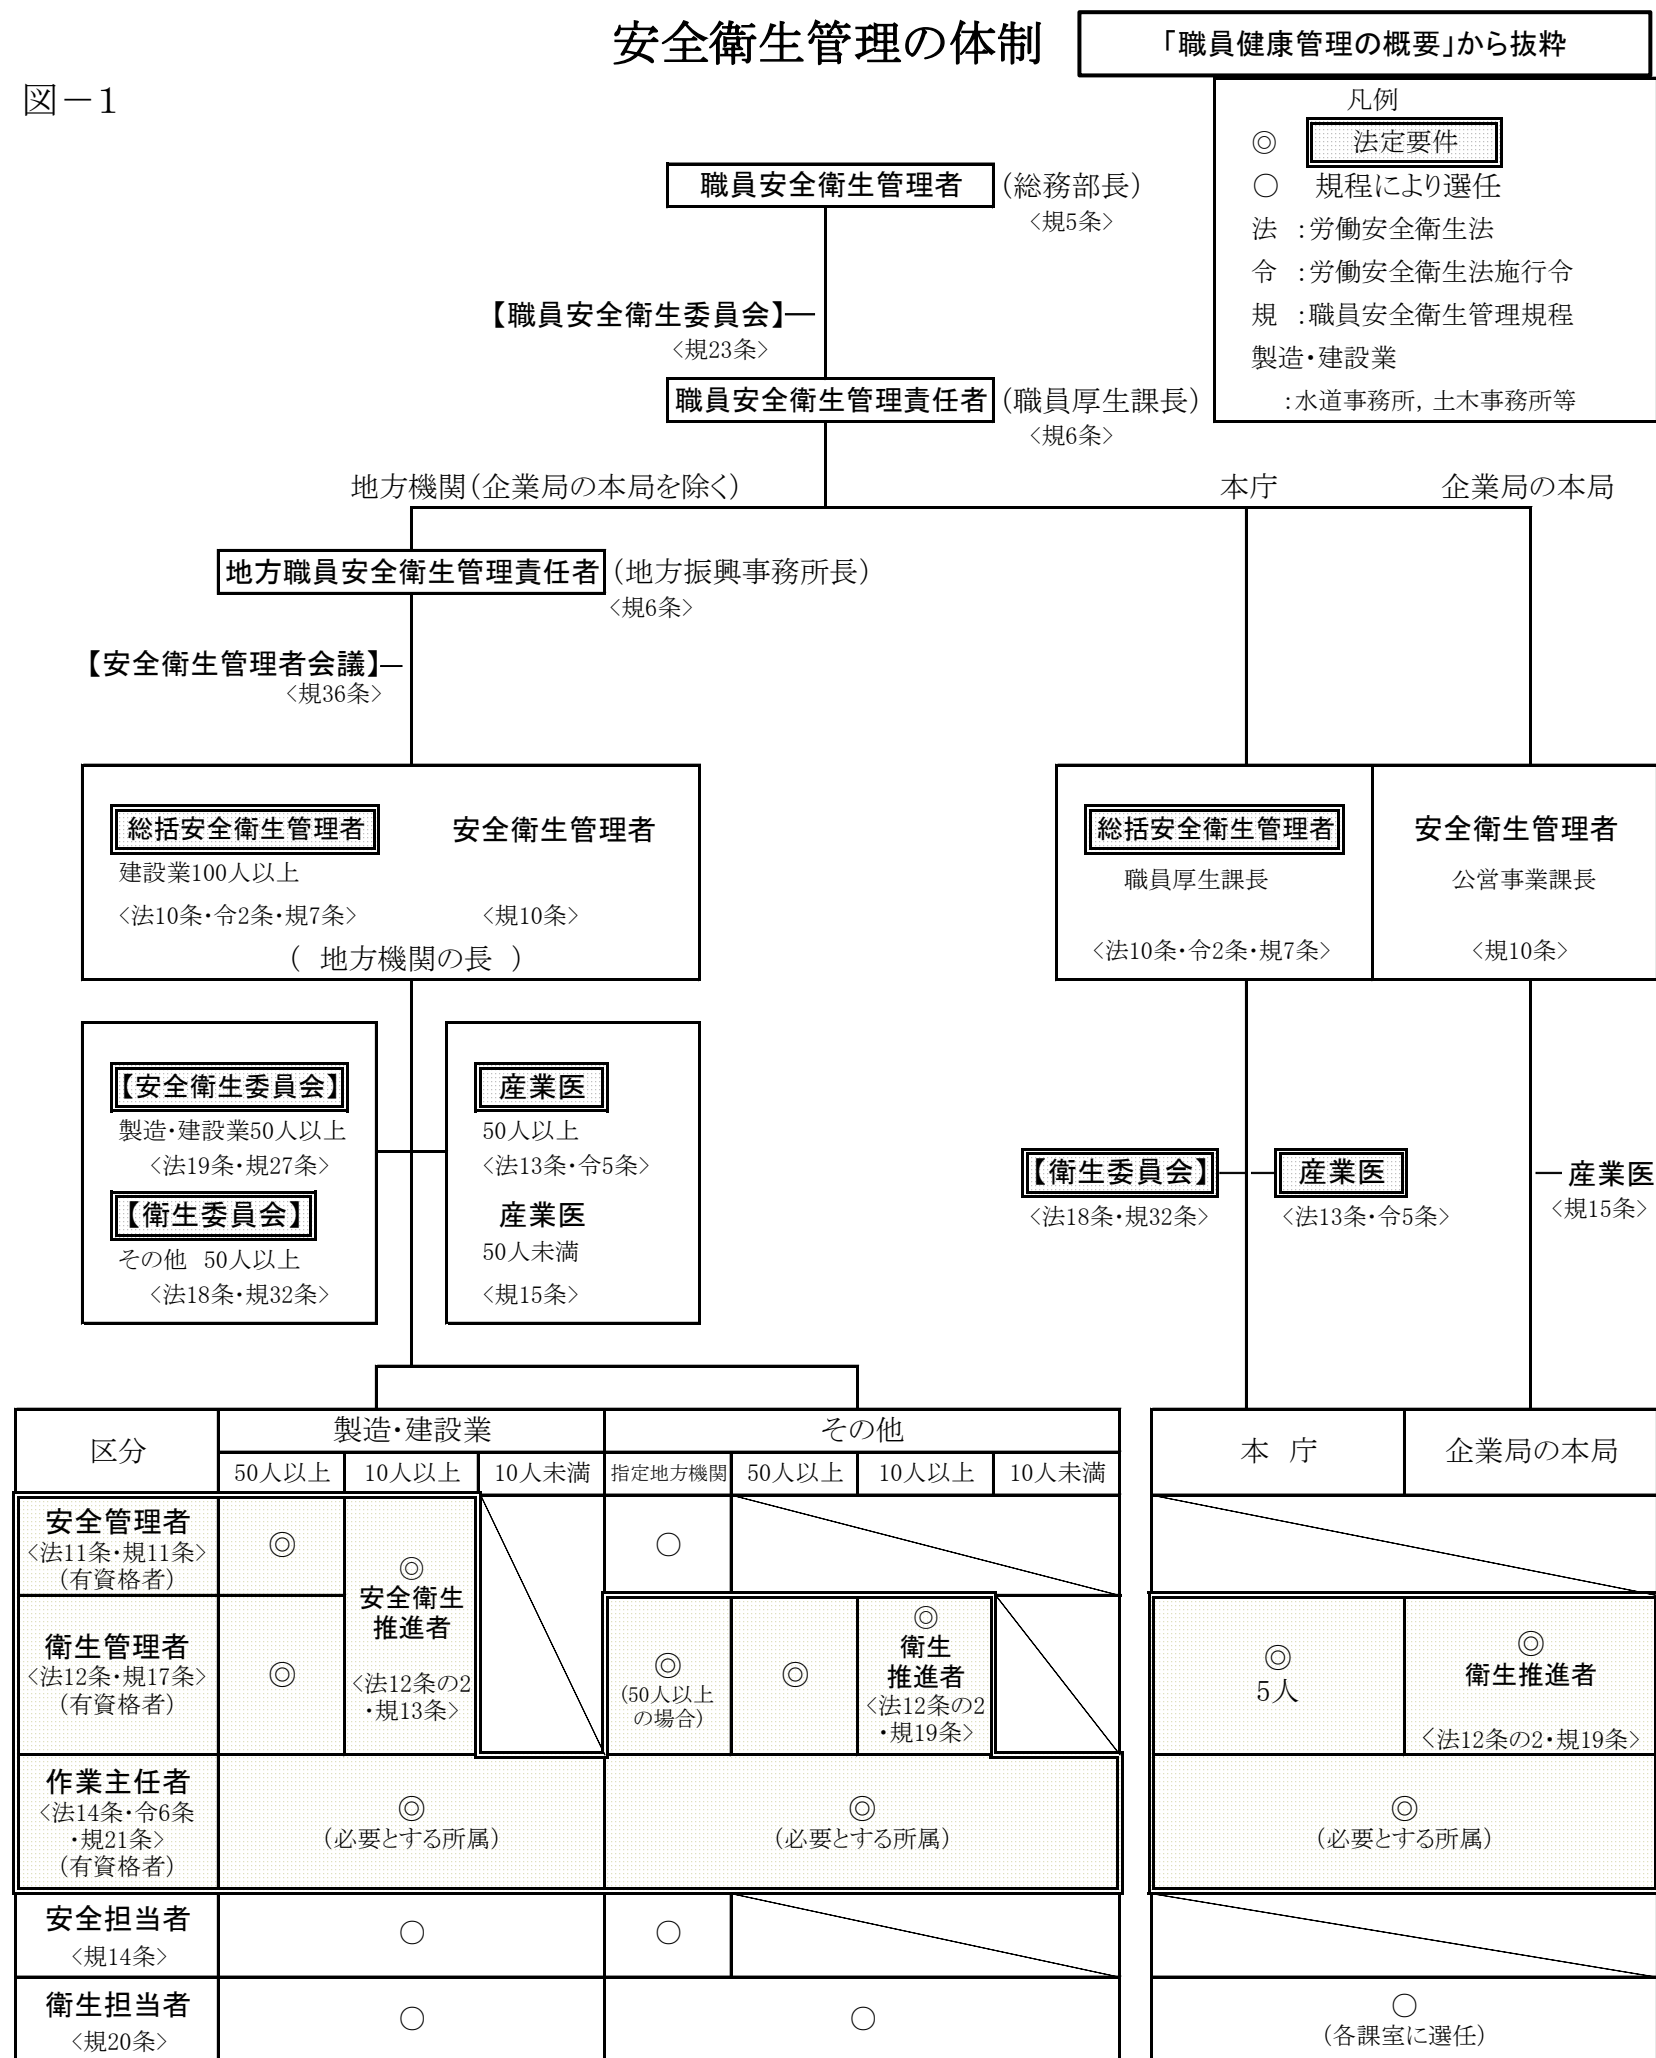 安全衛生管理の体制
「職員健康管理の概要」から抜粋
図－1
凡例
◎ 法定要件
○ 規程により選任
法 ：労働安全衛生法
令 ：労働安全衛生法施行令
規 ：職員安全衛生管理規程
製造・建設業
：水道事務所，土木事務所等
職員安全衛生管理者 （総務部長）
〈規5条〉
【職員安全衛生委員会】
〈規23条〉
職員安全衛生管理責任者 （職員厚生課長）
〈規6条〉
地方機関（企業局の本局を除く） 本庁 企業局の本局
地方職員安全衛生管理責任者 （地方振興事務所長）
〈規6条〉
【安全衛生管理者会議】
〈規36条〉
総括安全衛生管理者 安全衛生管理者
建設業100人以上
〈法10条・令2条・規7条〉 〈規10条〉
（ 地方機関の長 ）
総括安全衛生管理者 安全衛生管理者
職員厚生課長 公営事業課長
〈法10条・令2条・規7条〉 〈規10条〉
【安全衛生委員会】
製造・建設業50人以上
〈法19条・規27条〉
【衛生委員会】
その他 50人以上
〈法18条・規32条〉
産業医
50人以上
〈法13条・令5条〉
産業医
50人未満
〈規15条〉
【衛生委員会】 産業医 産業医
〈法18条・規32条〉 〈法13条・令5条〉 〈規15条〉
区分 製造・建設業 その他 本 庁 企業局の本局
50人以上 10人以上 10人未満 指定地方機関 50人以上 10人以上 10人未満
安全管理者
〈法11条・規11条〉
（有資格者）
◎
◎
安全衛生
推進者
〈法12条の2
・規13条〉
○
衛生管理者
〈法12条・規17条〉
（有資格者）
◎
◎
（50人以上
の場合）
◎
◎
衛生
推進者
〈法12条の2
・規19条〉
◎
5人
◎
衛生推進者
〈法12条の2・規19条〉
作業主任者
〈法14条・令6条
・規21条〉
（有資格者）
◎
（必要とする所属）
◎
（必要とする所属）
◎
（必要とする所属）
安全担当者
〈規14条〉
○ ○
衛生担当者
〈規20条〉
○ ○
○
（各課室に選任）